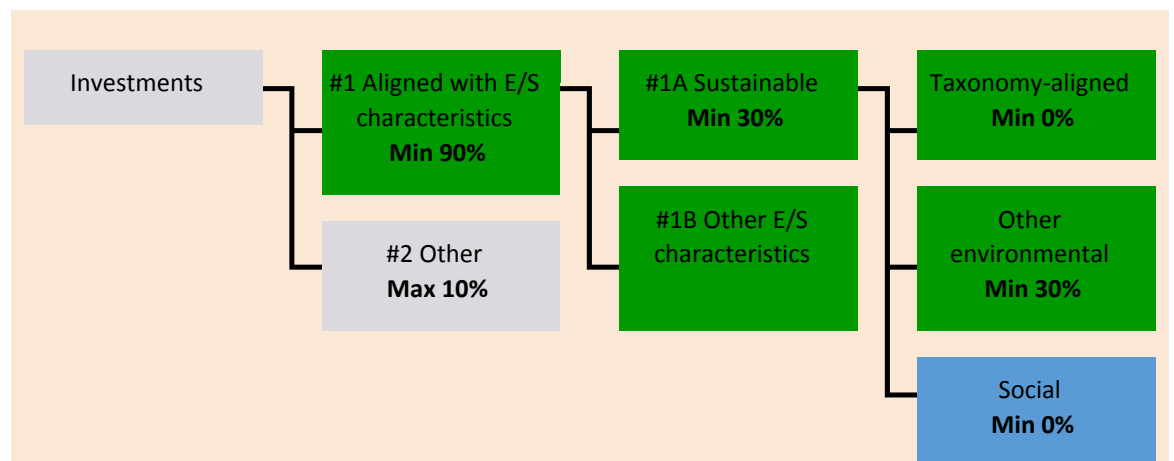 Investments
#1 Aligned with E/S
characteristics
Min 90%
#2 Other
Max 10%
#1A Sustainable
Min 30%
#1B Other E/S
characteristics
Taxonomy-aligned
Min 0%
Other
environmental
Min 30%
Social
Min 0%